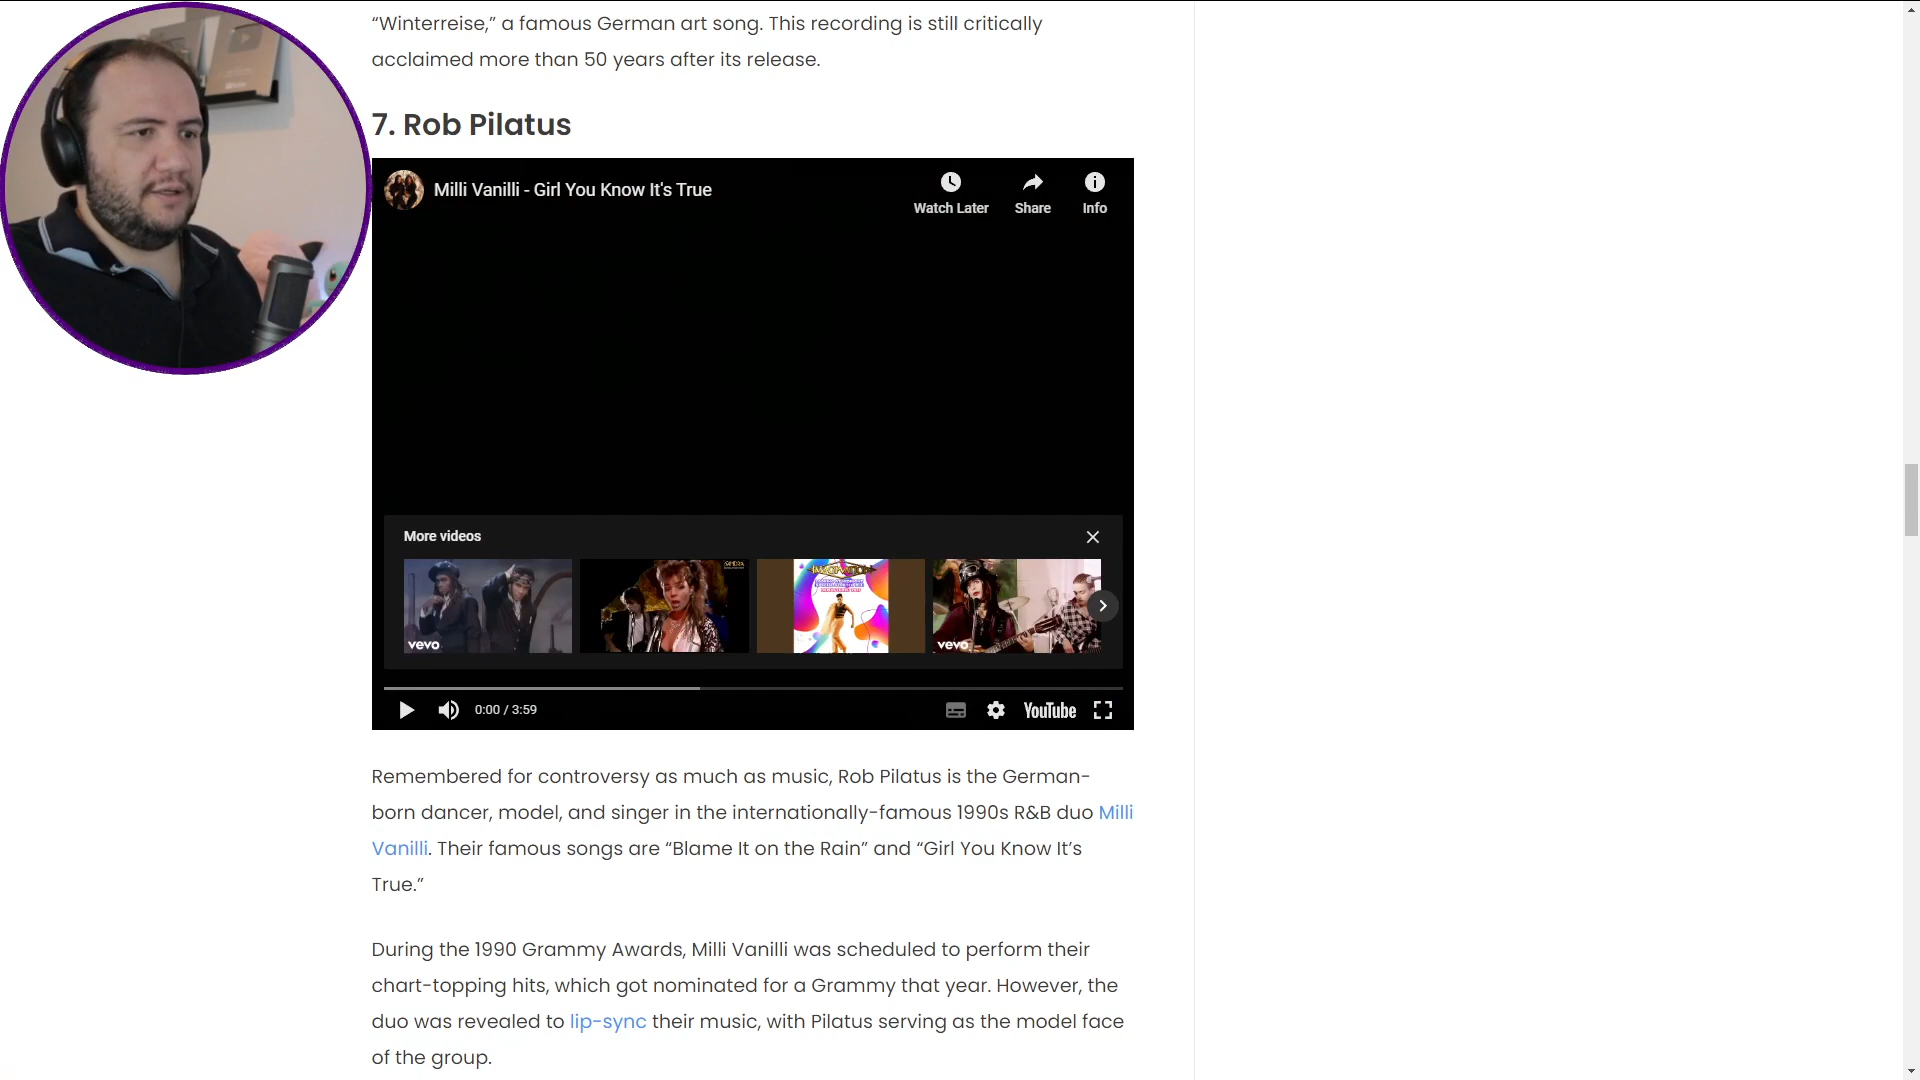 “Winterreise,” a famous German art song. This recording is still critically
acclaimed more than 50 years after its release.
7. Rob Pilatus
Milli Vanilli - Girl You Know It's True
Watch Later
Share
Info
More videos
vevo
SANDRA
IMAGINATION
vevo
0:00 / 3:59
YouTube
Remembered for controversy as much as music, Rob Pilatus is the German-
born dancer, model, and singer in the internationally-famous 1990s R&B duo Milli
Vanilli. Their famous songs are “Blame It on the Rain” and “Girl You Know It’s
True.”
During the 1990 Grammy Awards, Milli Vanilli was scheduled to perform their
chart-topping hits, which got nominated for a Grammy that year. However, the
duo was revealed to lip-sync their music, with Pilatus serving as the model face
of the group.